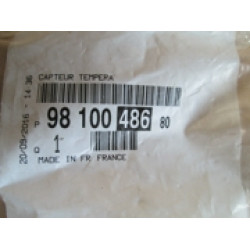 CAPTEUR TEMPERA
P 98 100 486 80
Q 1
MADE IN FR FRANCE
20/09/2016 - 14:36